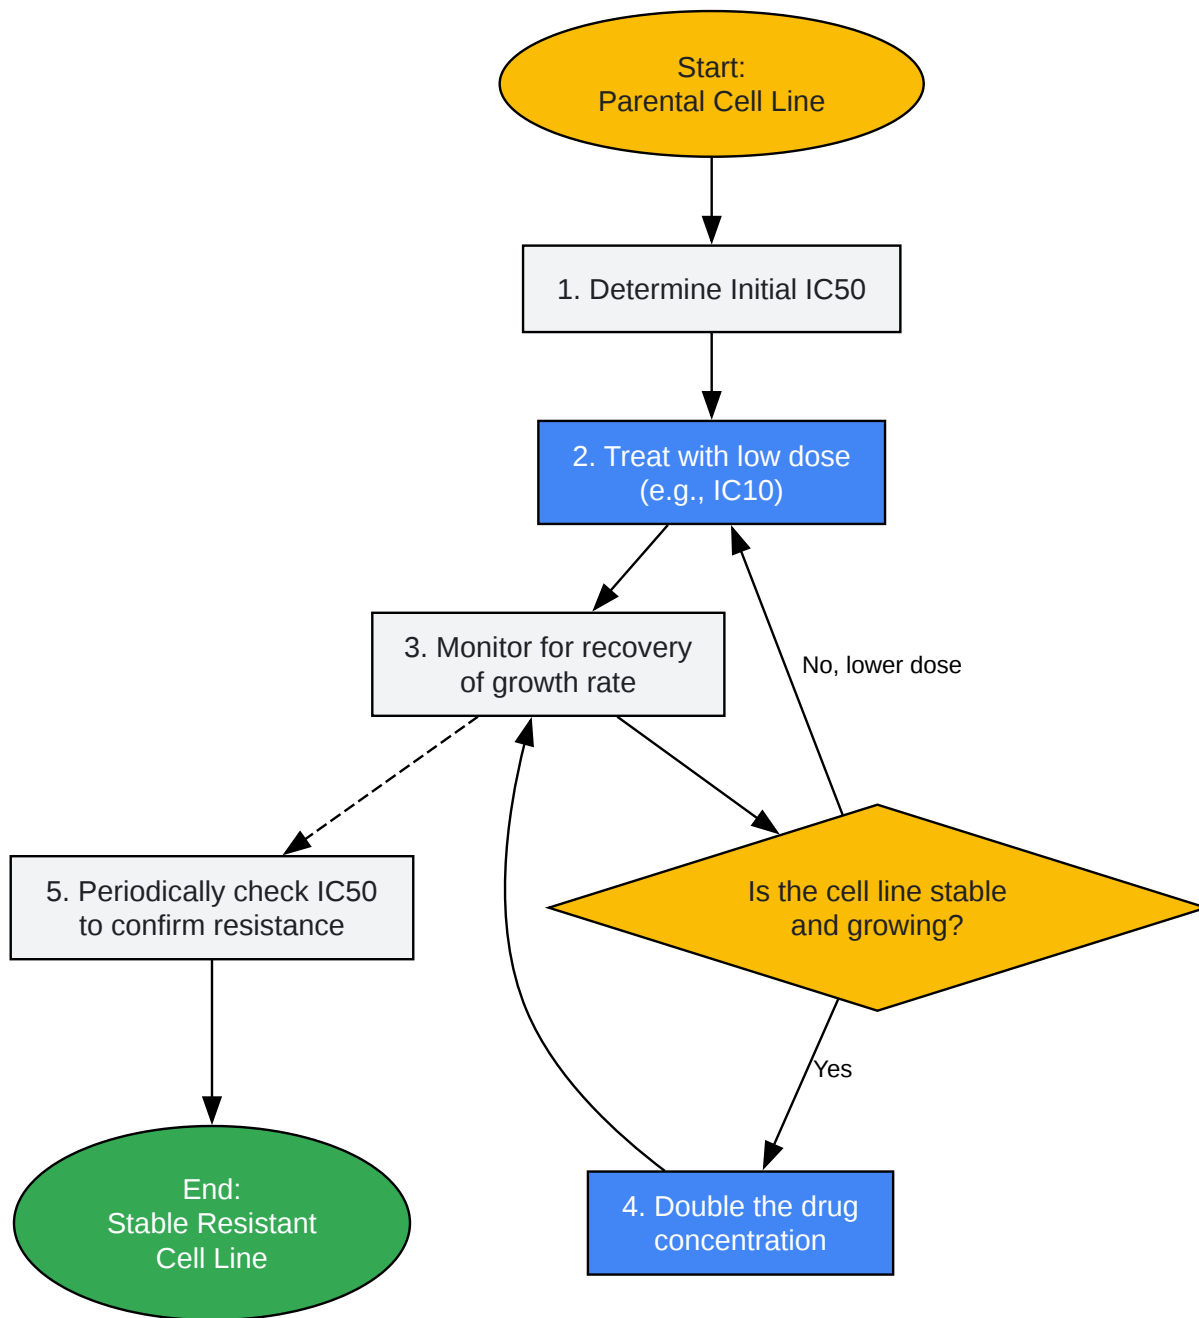 Start:
Parental Cell Line
1. Determine Initial IC50
2. Treat with low dose
(e.g., IC10)
3. Monitor for recovery
of growth rate
No, lower dose
5. Periodically check IC50
to confirm resistance
Is the cell line stable
and growing?
Yes
4. Double the drug
concentration
End:
Stable Resistant
Cell Line